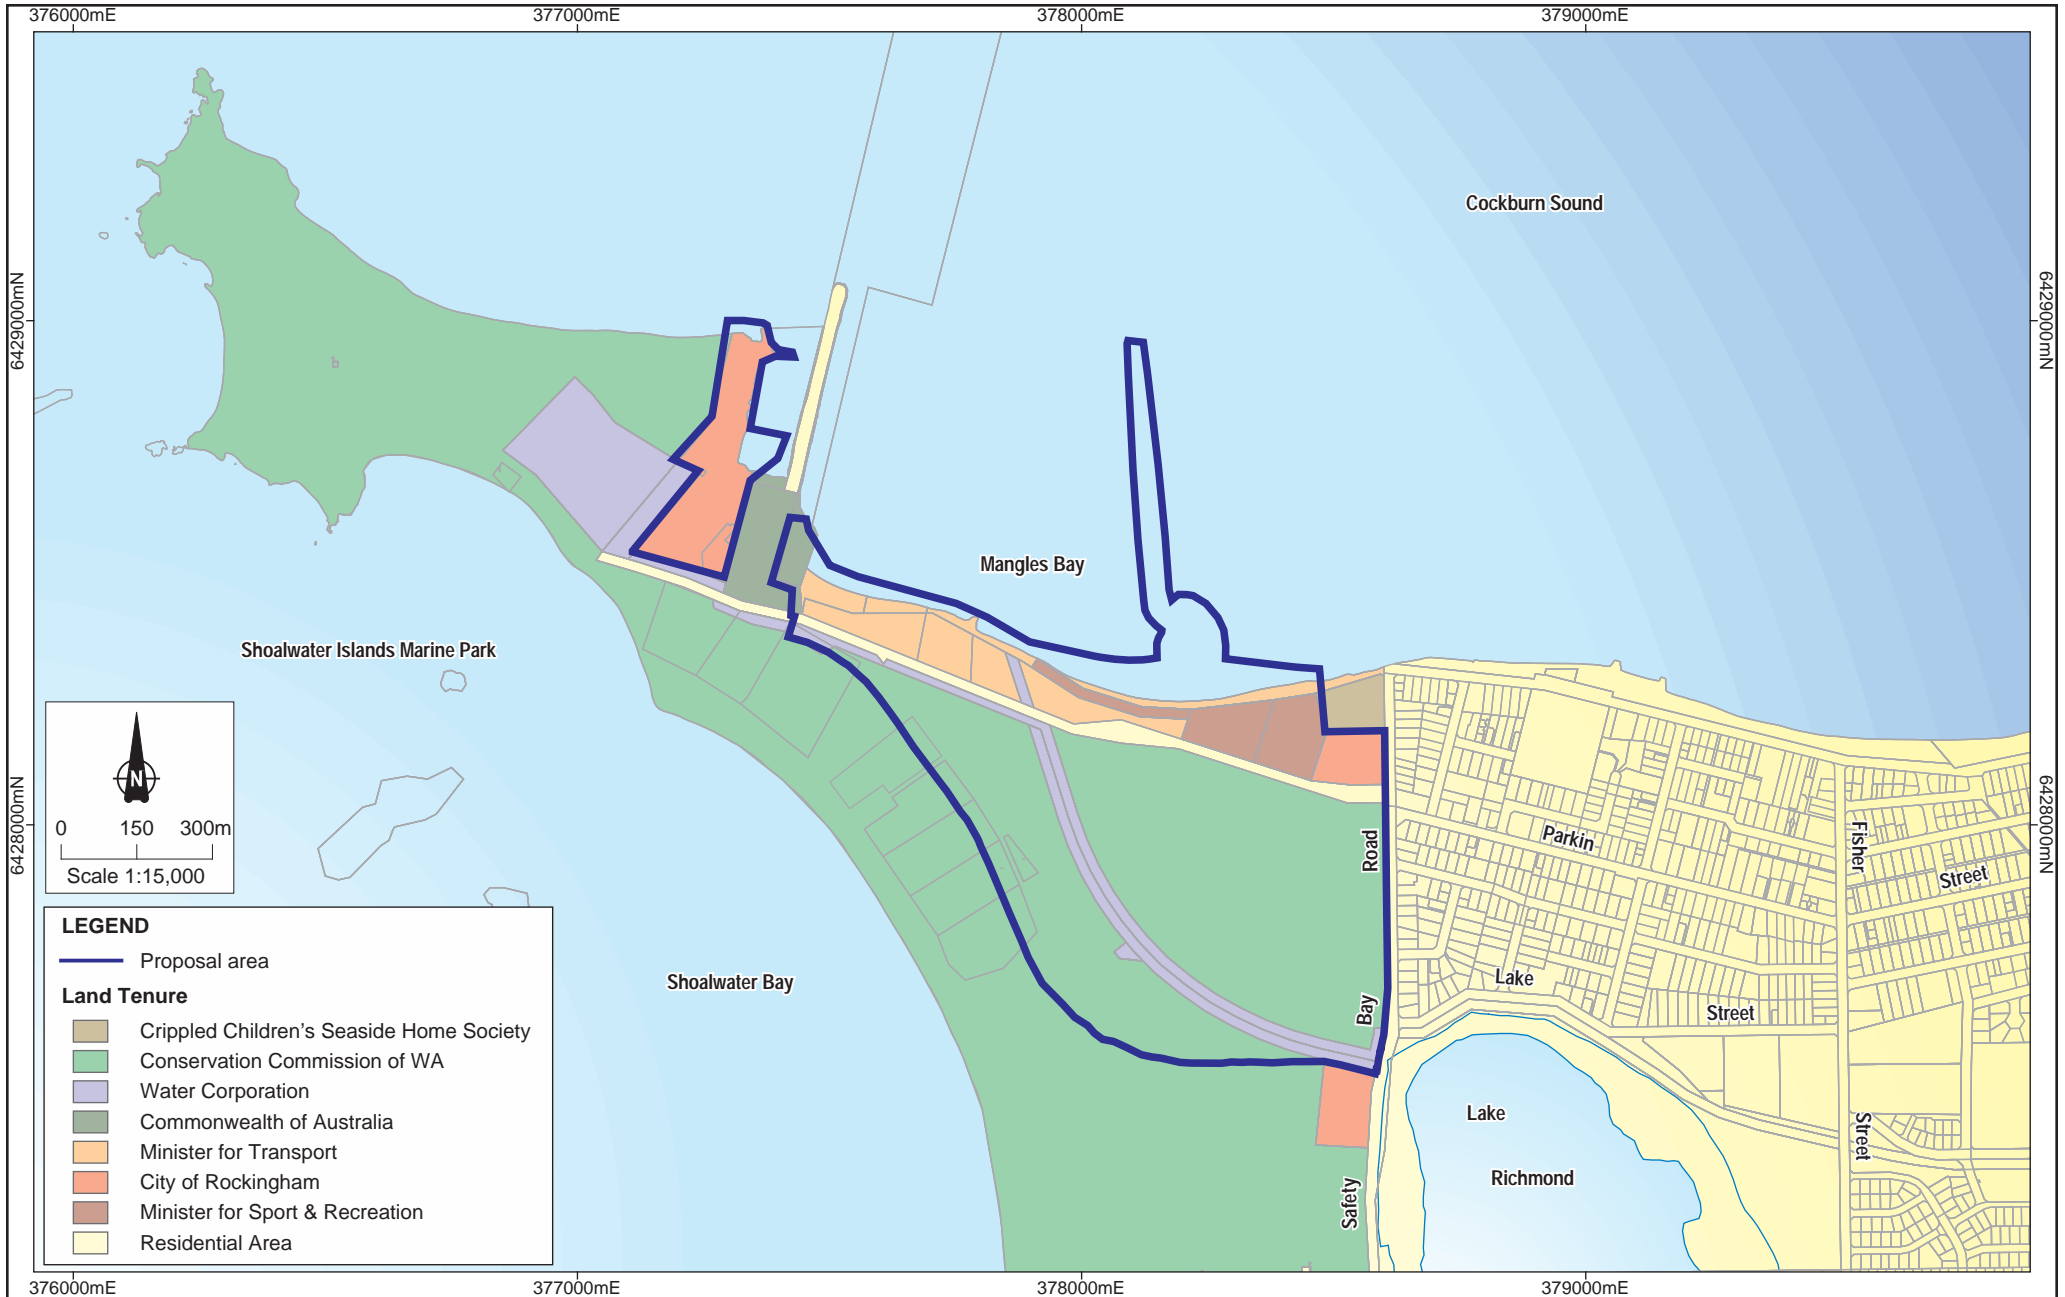 376000mE
377000mE
378000mE
379000mE
Cockburn Sound
6429000mN
6429000mN
Mangles Bay
Shoalwater Islands Marine Park
N
0 150 300m
Scale 1:15,000
6428000mN
6428000mN
Road
Parkin
Fisher
Street
LEGEND
Proposal area
Land Tenure
Crippled Children's Seaside Home Society
Conservation Commission of WA
Water Corporation
Commonwealth of Australia
Minister for Transport
City of Rockingham
Minister for Sport & Recreation
Residential Area
Shoalwater Bay
Bay
Lake
Street
Lake
Richmond
Street
Safety
376000mE
377000mE
378000mE
379000mE